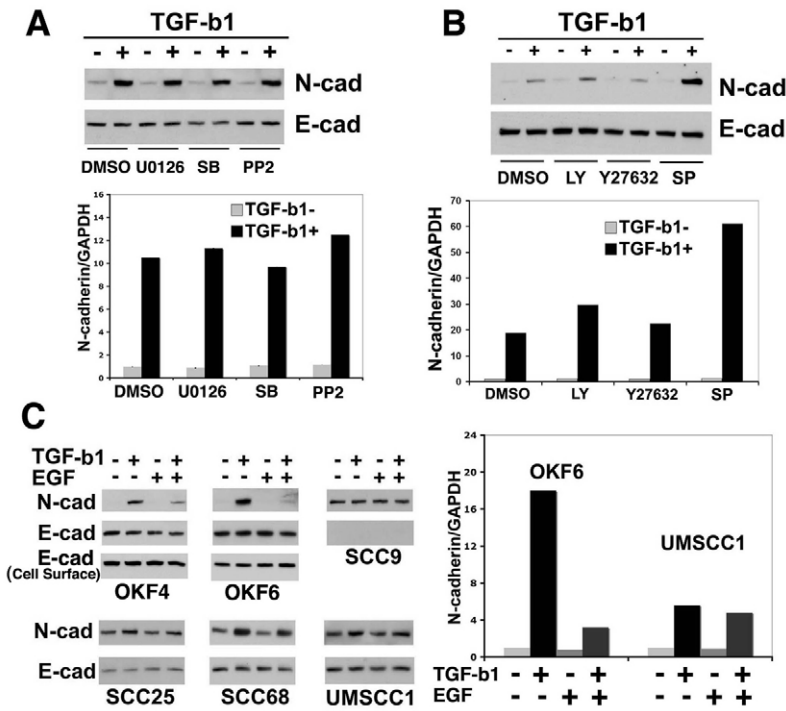 A
TGF-b1
- + - + - + - +
N-cad
E-cad
DMSO U0126 SB PP2
N-cadherin/GAPDH
16
14
12
10
8
6
4
2
0
TGF-b1-
TGF-b1+
DMSO U0126 SB PP2
B
TGF-b1
- + - + - + - +
N-cad
E-cad
DMSO LY Y27632 SP
N-cadherin/GAPDH
70
60
50
40
30
20
10
0
TGF-b1-
TGF-b1+
DMSO LY Y27632 SP
C
TGF-b1 - + - + - + - + - + - +
EGF - - + + - - + + - - + +
N-cad
E-cad
E-cad
(Cell Surface)
OKF4 OKF6 SCC9
N-cad
E-cad
SCC25 SCC68 UMSCC1
N-cadherin/GAPDH
24
20
16
12
8
4
0
OKF6
UMSCC1
TGF-b1 - + - + - + - +
EGF - - + + - - + +